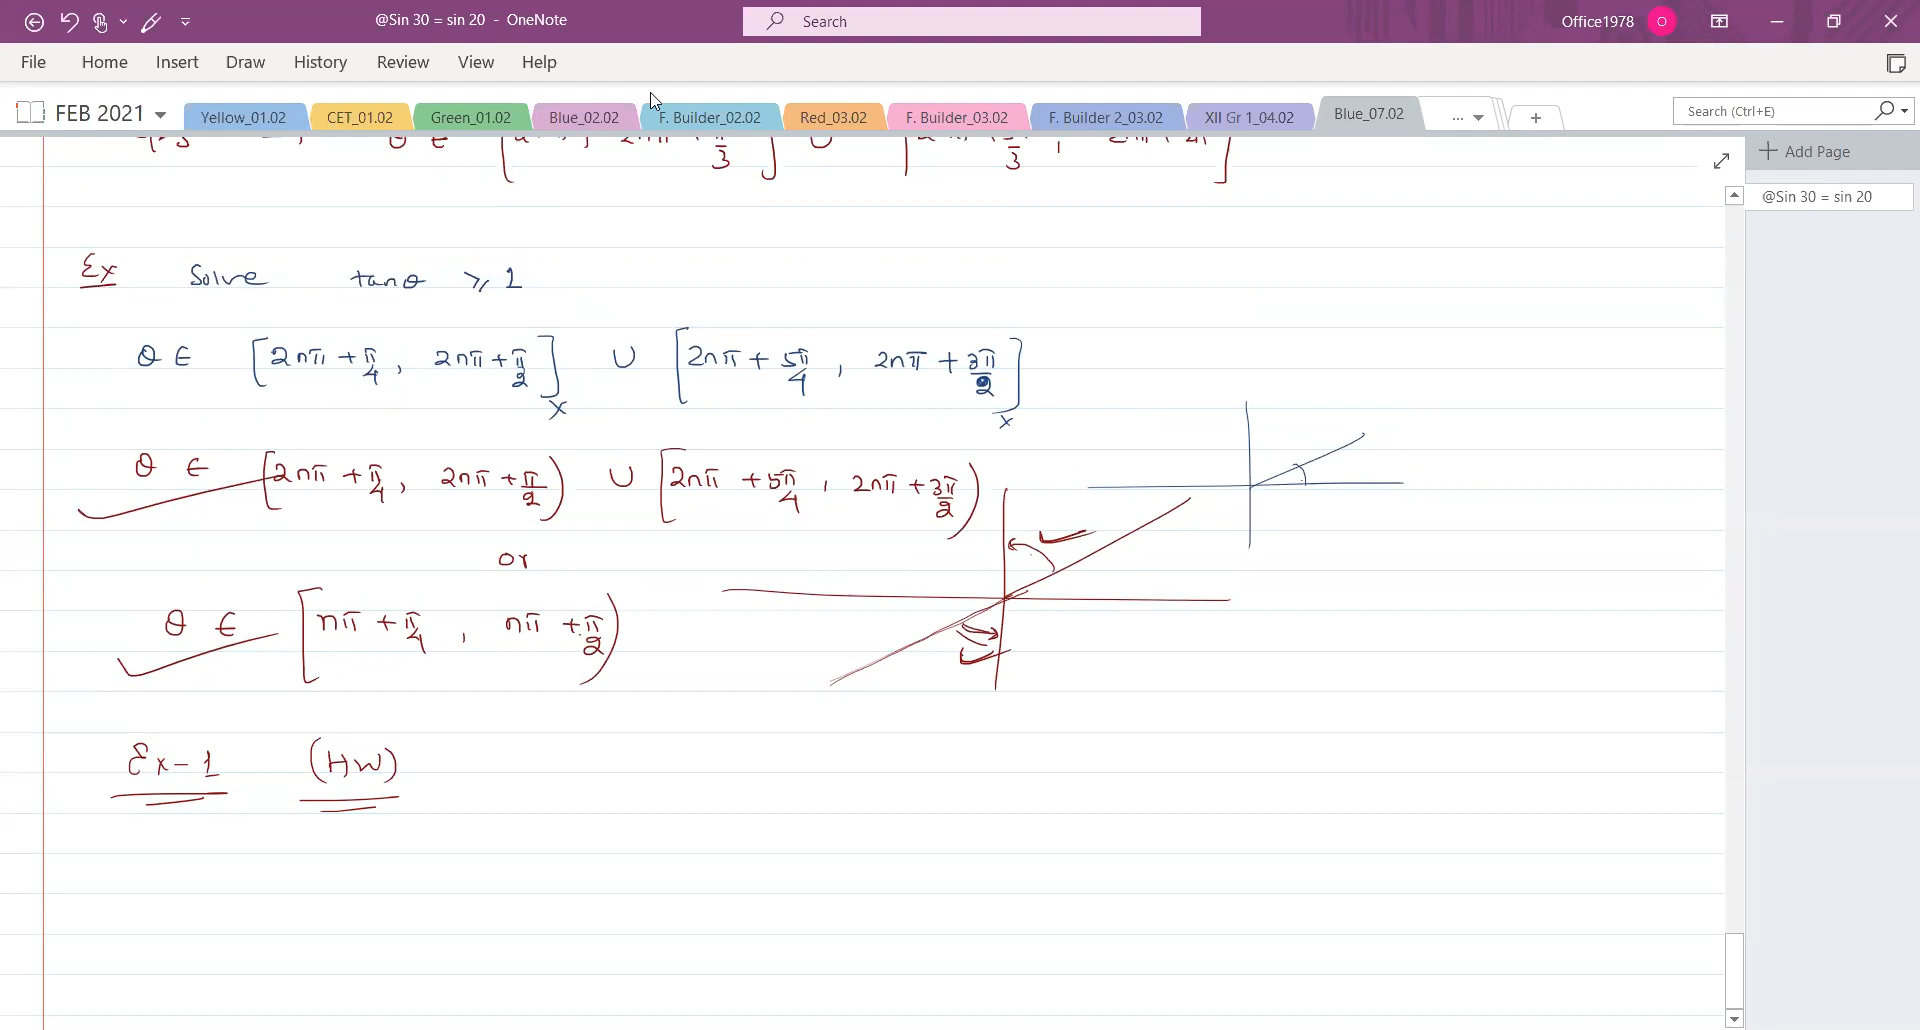 @Sin 30 = sin 20 - OneNote
Search
Office1978
O
File Home Insert Draw History Review View Help
FEB 2021
Yellow_01.02
CET_01.02
Green_01.02
Blue_02.02
F. Builder_02.02
Red_03.02
F. Builder_03.02
F. Builder 2_03.02
XII Gr 1_04.02
Blue_07.02
...
+
Search (Ctrl+E)
Add Page
@Sin 30 = sin 20
Ex Solve tanθ ⩾ 1
θ ∈ [2nπ + π/4, 2nπ + π/2] ∪ [2nπ + 5π/4, 2nπ + 3π/2]
x x
θ ∈ [2nπ + π/4, 2nπ + π/2) ∪ [2nπ + 5π/4, 2nπ + 3π/2)
or
θ ∈ [nπ + π/4, nπ + π/2)
Ex-1 (HW)